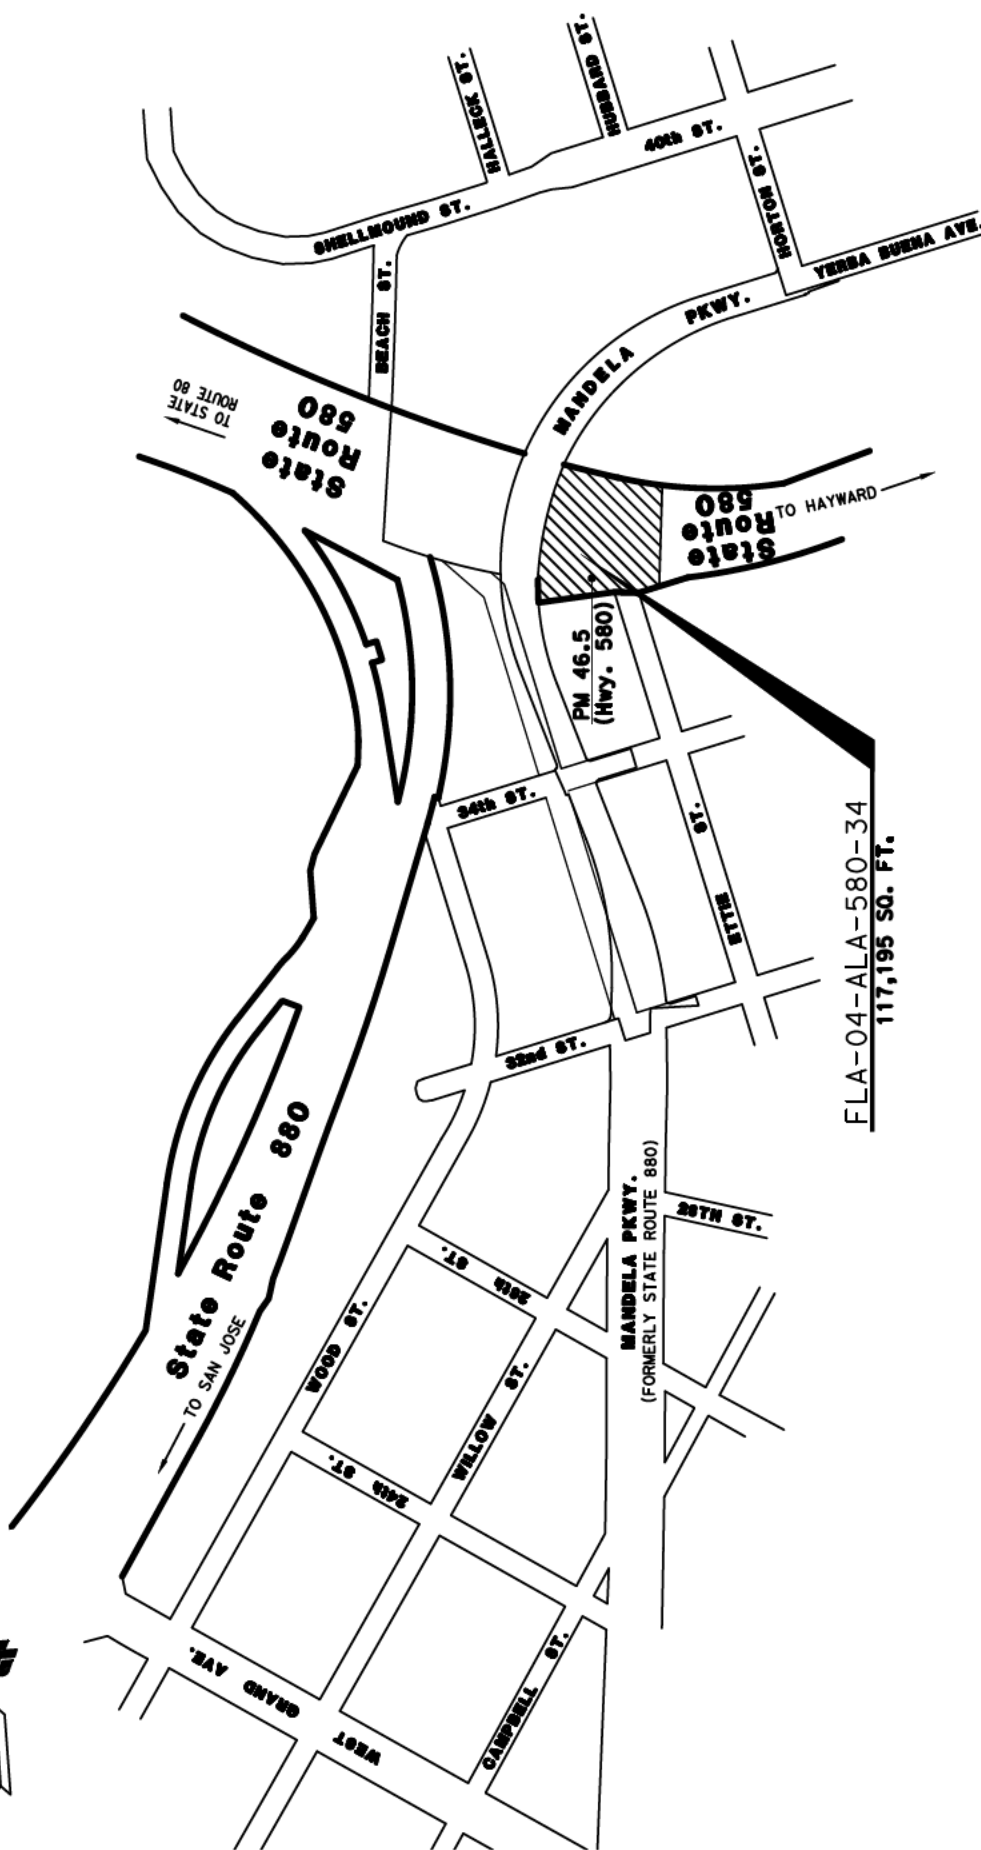 HALLECK ST.
HUBBARD ST.
40th ST.
SHELLMOUND ST.
HORTON ST.
YERBA BUENA AVE.
BEACH ST.
MANDELA PKWY.
TO STATE
ROUTE 80
State
Route
580
State
Route
580
TO HAYWARD
PM 46.5
(Hwy. 580)
34th ST.
ETTIE ST.
FLA-04-ALA-580-34
117,195 SQ. FT.
32nd ST.
State Route 880
TO SAN JOSE
MANDELA PKWY.
(FORMERLY STATE ROUTE 880)
28TH ST.
26th ST.
WOOD ST.
WILLOW ST.
24th ST.
CAMPBELL ST.
WEST GRAND AVE.